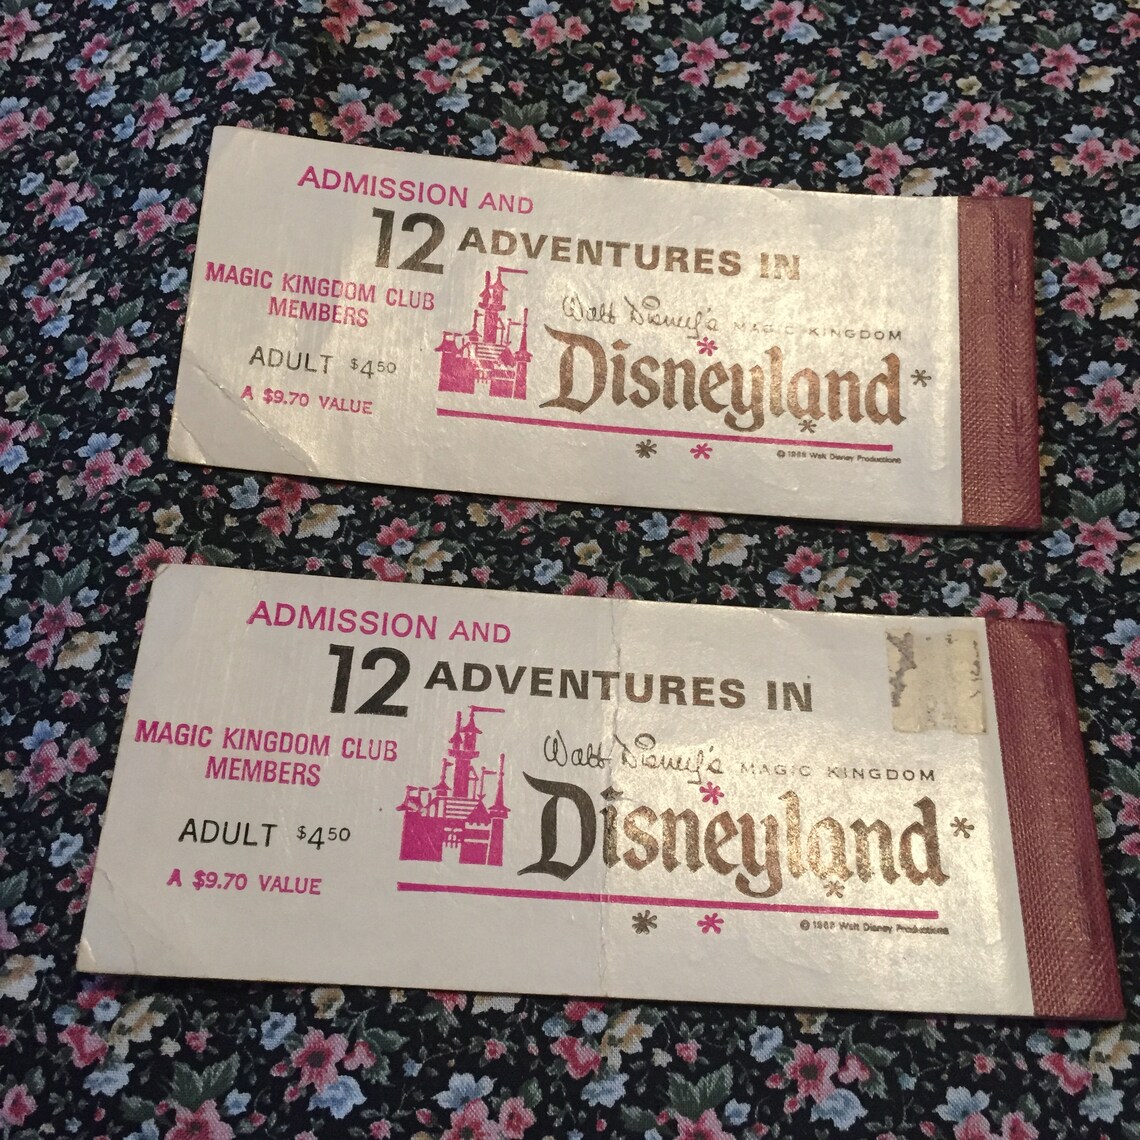 ADMISSION AND
12 ADVENTURES IN
MAGIC KINGDOM CLUB
MEMBERS
Walt Disney's MAGIC KINGDOM
Disneyland
ADULT $4.50
A $9.70 VALUE
© 1968 Walt Disney Productions
ADMISSION AND
12 ADVENTURES IN
MAGIC KINGDOM CLUB
MEMBERS
Walt Disney's MAGIC KINGDOM
Disneyland
ADULT $4.50
A $9.70 VALUE
© 1968 Walt Disney Productions